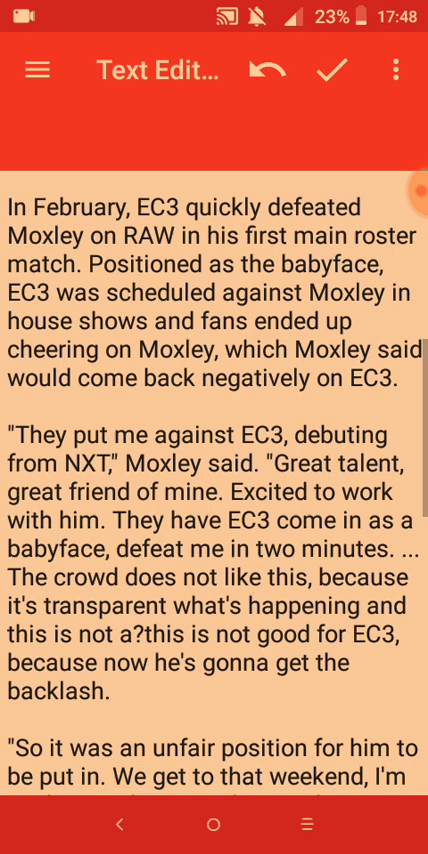 23% 17:48
Text Edit...
In February, EC3 quickly defeated
Moxley on RAW in his first main roster
match. Positioned as the babyface,
EC3 was scheduled against Moxley in
house shows and fans ended up
cheering on Moxley, which Moxley said
would come back negatively on EC3.
"They put me against EC3, debuting
from NXT," Moxley said. "Great talent,
great friend of mine. Excited to work
with him. They have EC3 come in as a
babyface, defeat me in two minutes. ...
The crowd does not like this, because
it's transparent what's happening and
this is not a?this is not good for EC3,
because now he's gonna get the
backlash.
"So it was an unfair position for him to
be put in. We get to that weekend, I'm